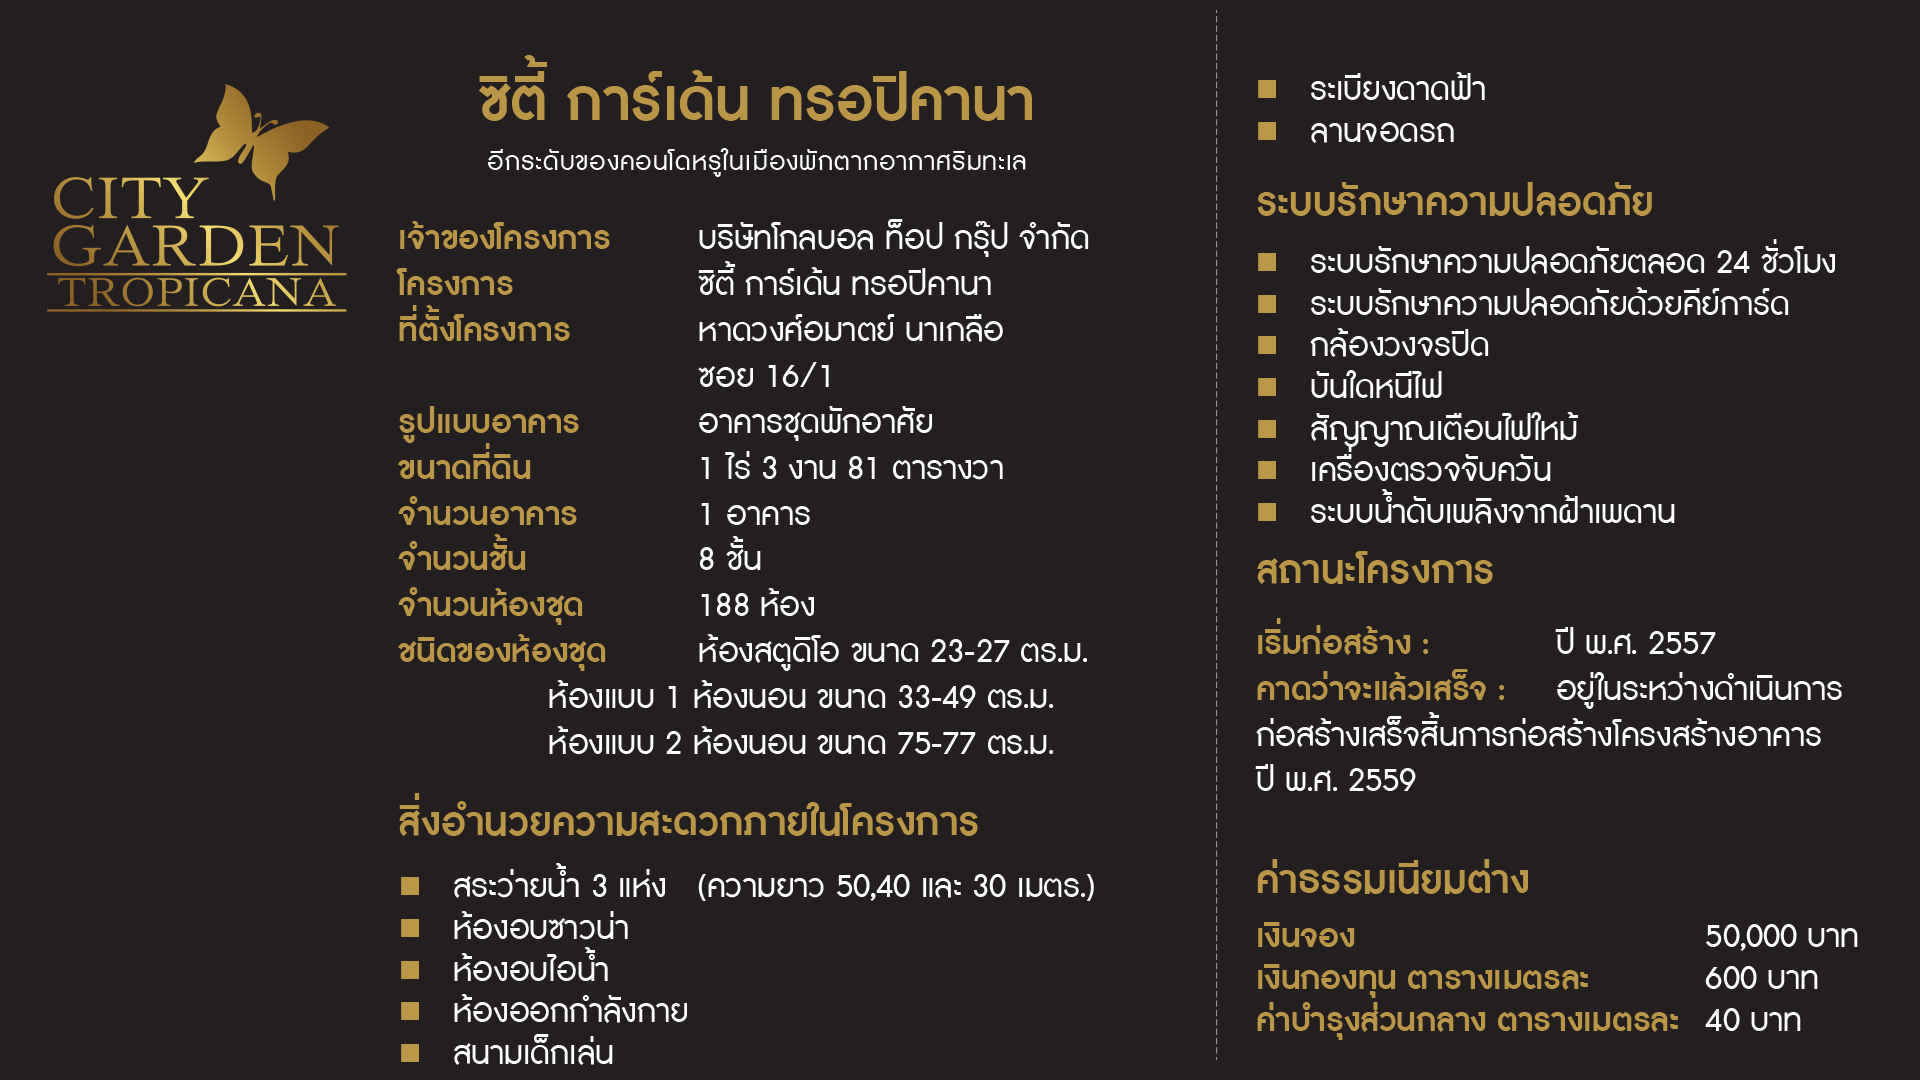 CITY
GARDEN
TROPICANA
ซิตี้ การ์เด้น ทรอปิคานา
อีกระดับของคอนโดหรูในเมืองพักตากอากาศริมทะเล
เจ้าของโครงการ บริษัทโกลบอล ท็อป กรุ๊ป จำกัด
โครงการ ซิตี้ การ์เด้น ทรอปิคานา
ที่ตั้งโครงการ หาดวงศ์อมาตย์ นาเกลือ
ซอย 16/1
รูปแบบอาคาร อาคารชุดพักอาศัย
ขนาดที่ดิน 1 ไร่ 3 งาน 81 ตารางวา
จำนวนอาคาร 1 อาคาร
จำนวนชั้น 8 ชั้น
จำนวนห้องชุด 188 ห้อง
ชนิดของห้องชุด ห้องสตูดิโอ ขนาด 23-27 ตร.ม.
ห้องแบบ 1 ห้องนอน ขนาด 33-49 ตร.ม.
ห้องแบบ 2 ห้องนอน ขนาด 75-77 ตร.ม.
สิ่งอำนวยความสะดวกภายในโครงการ
สระว่ายน้ำ 3 แห่ง (ความยาว 50,40 และ 30 เมตร.)
ห้องอบซาวน่า
ห้องอบไอน้ำ
ห้องออกกำลังกาย
สนามเด็กเล่น
ระเบียงดาดฟ้า
ลานจอดรถ
ระบบรักษาความปลอดภัย
ระบบรักษาความปลอดภัยตลอด 24 ชั่วโมง
ระบบรักษาความปลอดภัยด้วยคีย์การ์ด
กล้องวงจรปิด
บันใดหนีไฟ
สัญญาณเตือนไฟใหม้
เครื่องตรวจจับควัน
ระบบน้ำดับเพลิงจากฝ้าเพดาน
สถานะโครงการ
เริ่มก่อสร้าง : ปี พ.ศ. 2557
คาดว่าจะแล้วเสร็จ : อยู่ในระหว่างดำเนินการ
ก่อสร้างเสร็จสิ้นการก่อสร้างโครงสร้างอาคาร
ปี พ.ศ. 2559
ค่าธรรมเนียมต่าง
เงินจอง 50,000 บาท
เงินกองทุน ตารางเมตรละ 600 บาท
ค่าบำรุงส่วนกลาง ตารางเมตรละ 40 บาท